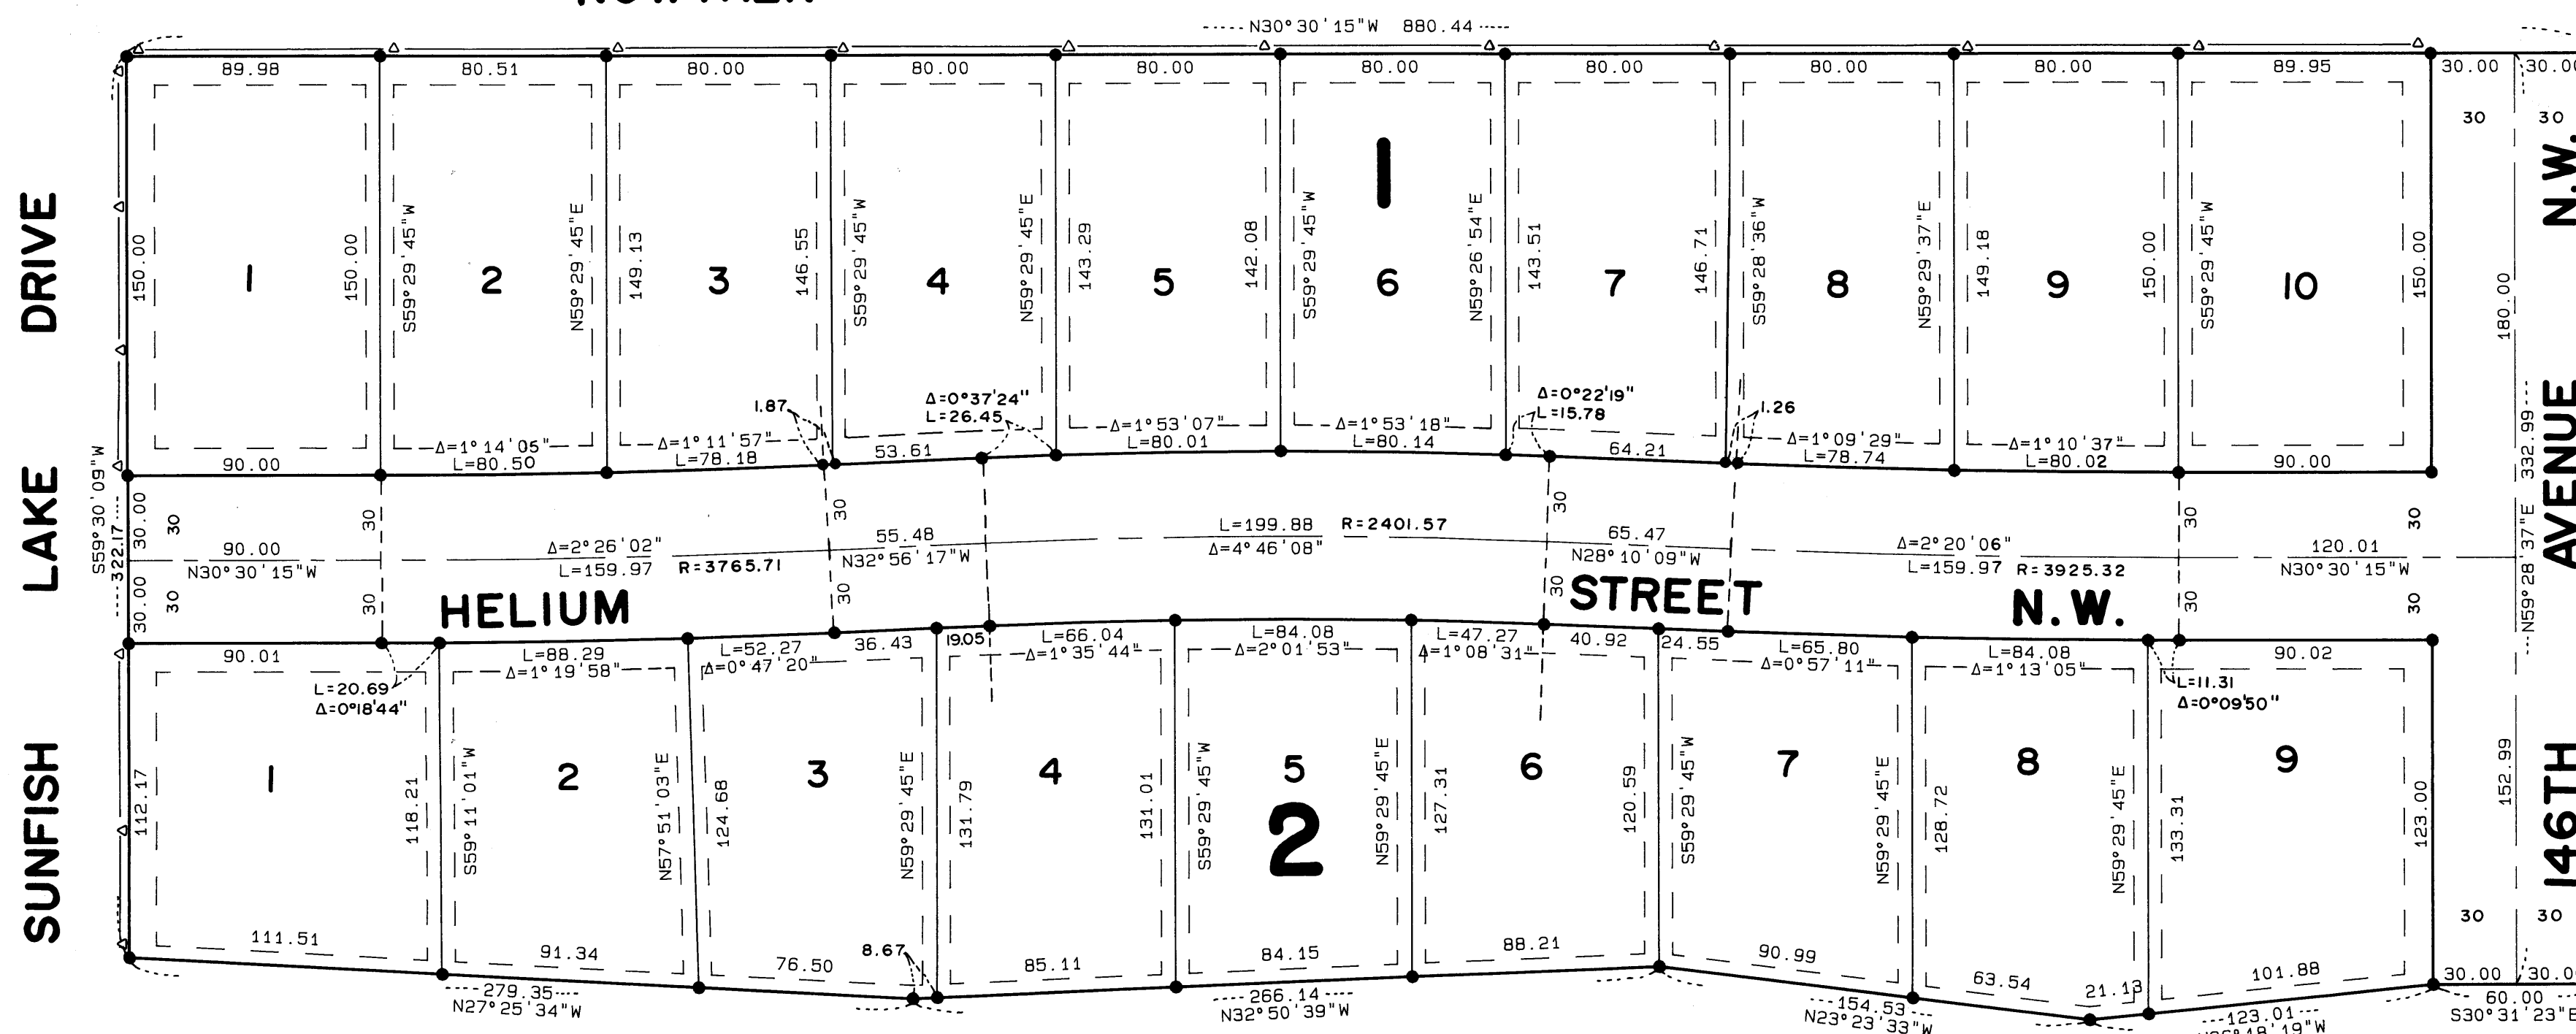 N30°30'15"W 880.44
89.98 80.51 80.00 80.00 80.00 80.00 80.00 80.00 80.00 89.95 30.00 30.00
30 30
1
150.00 150.00 S59°29'45"W N59°29'45"E 149.13 146.55 S59°29'45"W N59°29'45"E 143.29 142.08 S59°29'45"W N59°26'54"E 143.51 146.71 S59°28'36"W N59°29'37"E 149.18 150.00 S59°29'45"W 150.00 180.00
1 2 3 4 5 6 7 8 9 10
Δ=0°37'24" Δ=0°22'19"
1.87 L=26.45 L=15.78 1.26
Δ=1°14'05" Δ=1°11'57" Δ=1°53'07" Δ=1°53'18" Δ=1°09'29" Δ=1°10'37"
90.00 L=80.50 L=78.18 53.61 L=80.01 L=80.14 64.21 L=78.74 L=80.02 90.00
S59°30'09"W
322.17
30.00 30 30 30 30 30 30
90.00 Δ=2°26'02" 55.48 L=199.88 R=2401.57 65.47 Δ=2°20'06" 120.01
N30°30'15"W L=159.97 R=3765.71 N32°56'17"W Δ=4°46'08" N28°10'09"W L=159.97 R=3925.32 N30°30'15"W
30.00 30 30 30 30 30 30
HELIUM STREET N.W.
N59°28'37"E 332.99
90.01 L=88.29 L=52.27 36.43 19.05 L=66.04 L=84.08 L=47.27 40.92 24.55 L=65.80 L=84.08 90.02
Δ=1°19'58" Δ=0°47'20" Δ=1°35'44" Δ=2°01'53" Δ=1°08'31" Δ=0°57'11" Δ=1°13'05"
L=20.69 L=11.31
Δ=0°18'44" Δ=0°09'50"
1 2 3 4 5 6 7 8 9
2
112.17 118.21 S59°11'01"W N57°51'03"E 124.68 N59°29'45"E 131.79 131.01 S59°29'45"W N59°29'45"E 127.31 120.59 S59°29'45"W N59°29'45"E 128.72 N59°29'45"E 133.31 123.00 152.99
30 30
111.51 91.34 76.50 8.67 85.11 84.15 88.21 90.99 63.54 21.13 101.88 30.00
279.35 266.14 154.53 123.01 60.00
N27°25'34"W N32°50'39"W N23°23'33"W S30°31'23"
SUNFISH LAKE DRIVE
146TH AVENUE N.W.